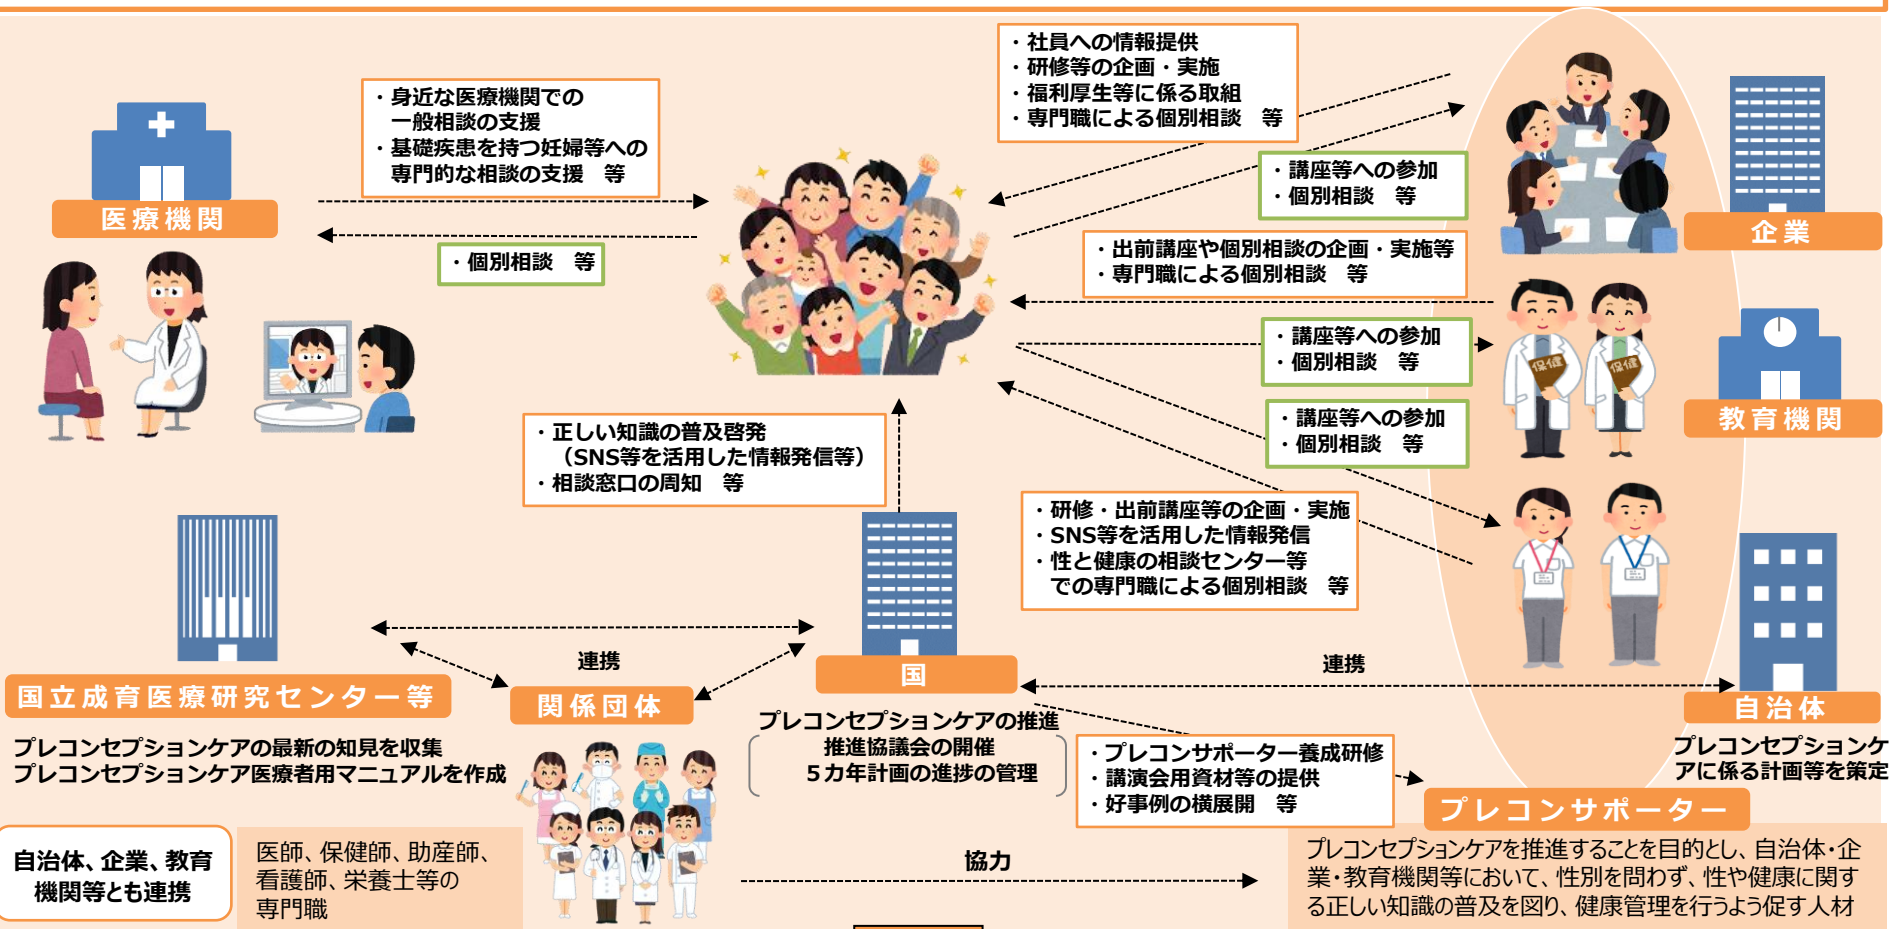 ・社員への情報提供
・研修等の企画・実施
・福利厚生等に係る取組
・専門職による個別相談　等
・身近な医療機関での
一般相談の支援
・基礎疾患を持つ妊婦等への
専門的な相談の支援　等
医療機関
・個別相談　等
・講座等への参加
・個別相談　等
企業
・出前講座や個別相談の企画・実施等
・専門職による個別相談　等
・講座等への参加
・個別相談　等
保健
保健
教育機関
・講座等への参加
・個別相談　等
・正しい知識の普及啓発
（SNS等を活用した情報発信等）
・相談窓口の周知　等
・研修・出前講座等の企画・実施
・SNS等を活用した情報発信
・性と健康の相談センター等
での専門職による個別相談　等
連携
国
連携
国立成育医療研究センター等
関係団体
自治体
プレコンセプションケアの最新の知見を収集
プレコンセプションケア医療者用マニュアルを作成
プレコンセプションケアの推進
推進協議会の開催
５カ年計画の進捗の管理
プレコンセプションケ
アに係る計画等を策定
・プレコンサポーター養成研修
・講演会用資材等の提供
・好事例の横展開　等
プレコンサポーター
自治体、企業、教育
機関等とも連携
医師、保健師、助産師、
看護師、栄養士等の
専門職
協力
プレコンセプションケアを推進することを目的とし、自治体・企
業・教育機関等において、性別を問わず、性や健康に関す
る正しい知識の普及を図り、健康管理を行うよう促す人材